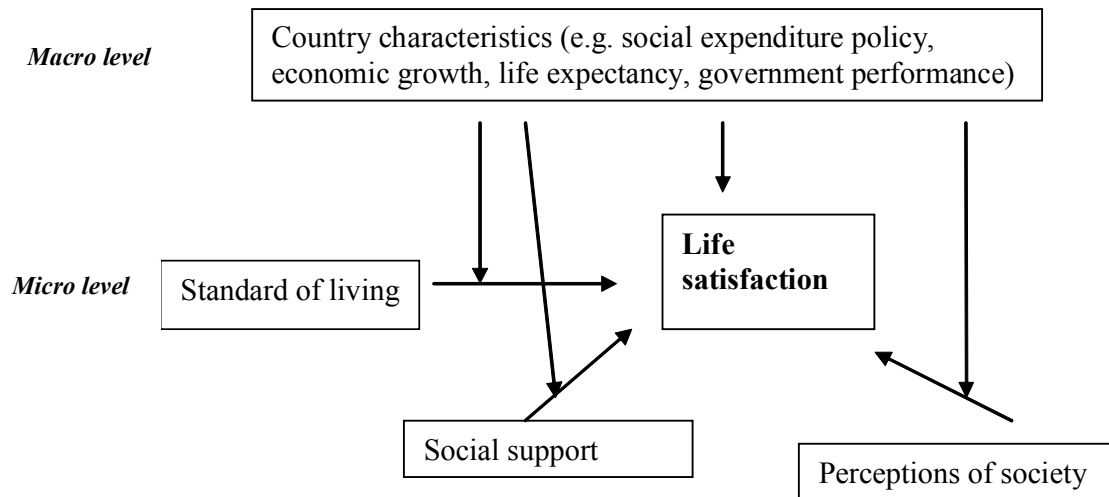 Macro level
Country characteristics (e.g. social expenditure policy,
economic growth, life expectancy, government performance)
Life
satisfaction
Micro level
Standard of living
Social support
Perceptions of society